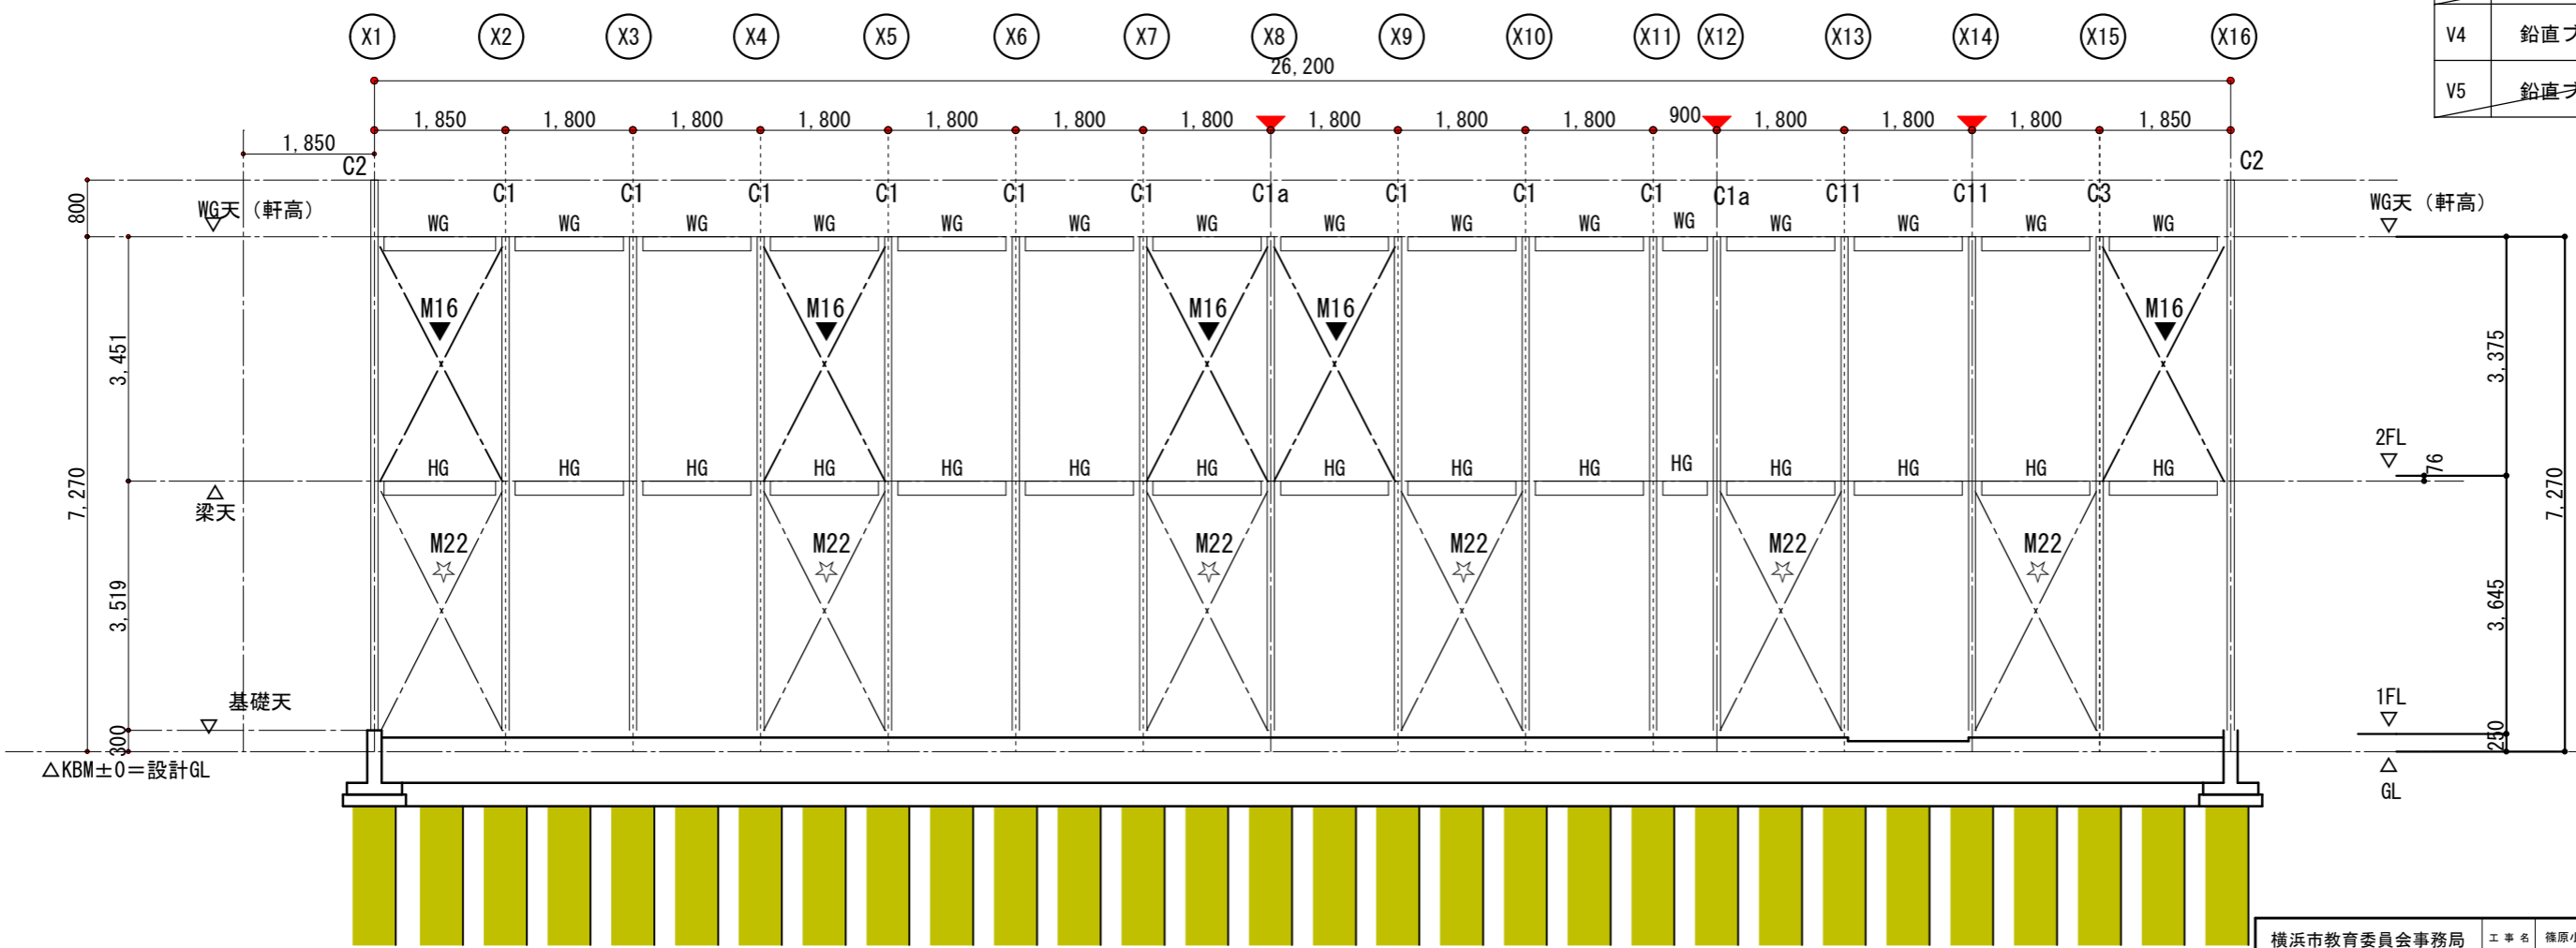 X1 X2 X3 X4 X5 X6 X7 X8 X9 X10 X11 X12 X13 X14 X15 X16
V4 鉛直ブ
V5 鉛直ブ
26,200
1,850 1,800 1,800 1,800 1,800 1,800 1,800 1,800 1,800 1,800 900 1,800 1,800 1,800 1,850
1,850
C2 C2
C1 C1 C1 C1 C1 C1 C1a C1 C1 C1 C1a C11 C11 C3
800
WG天（軒高） WG天（軒高）
WG WG WG WG WG WG WG WG WG WG WG WG WG WG WG
M16 M16 M16 M16 M16
3,451 3,375
2FL
76
HG HG HG HG HG HG HG HG HG HG HG HG HG HG HG
7,270 7,270
梁天
M22 M22 M22 M22 M22 M22
3,519 3,645
基礎天 1FL
300 250
△KBM±0＝設計GL
GL
横浜市教育委員会事務局 工事名 篠原小